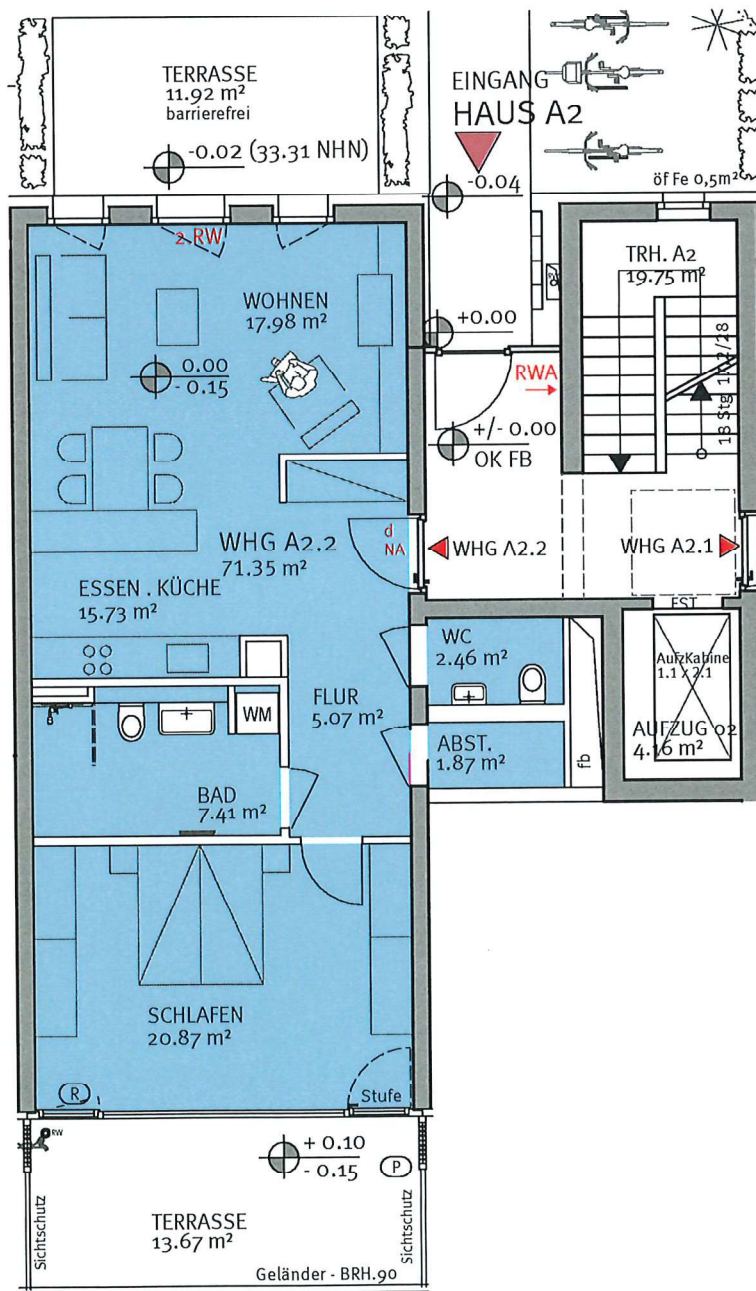 TERRASSE
11.92 m²
barrierefrei
-0.02 (33.31 NHN)
EINGANG
HAUS A2
-0.04
öf Fe 0,5m²
2. RW
WOHNEN
17.98 m²
0.00
- 0.15
+0.00
RWA
+/- 0.00
OK FB
TRH. A2
19.75 m²
18 Stg 17.2/28
WHG A2.2
71.35 m²
d
NA
WHG A2.2
WHG A2.1
ESSEN . KÜCHE
15.73 m²
FST
WC
2.46 m²
AufzKabine
1.1 x 2.1
AUFZUG 02
4.16 m²
FLUR
5.07 m²
WM
ABST.
1.87 m²
fb
BAD
7.41 m²
SCHLAFEN
20.87 m²
R
Stufe
RW
+ 0.10
- 0.15
P
Sichtschutz
Sichtschutz
TERRASSE
13.67 m²
Geländer - BRH.90